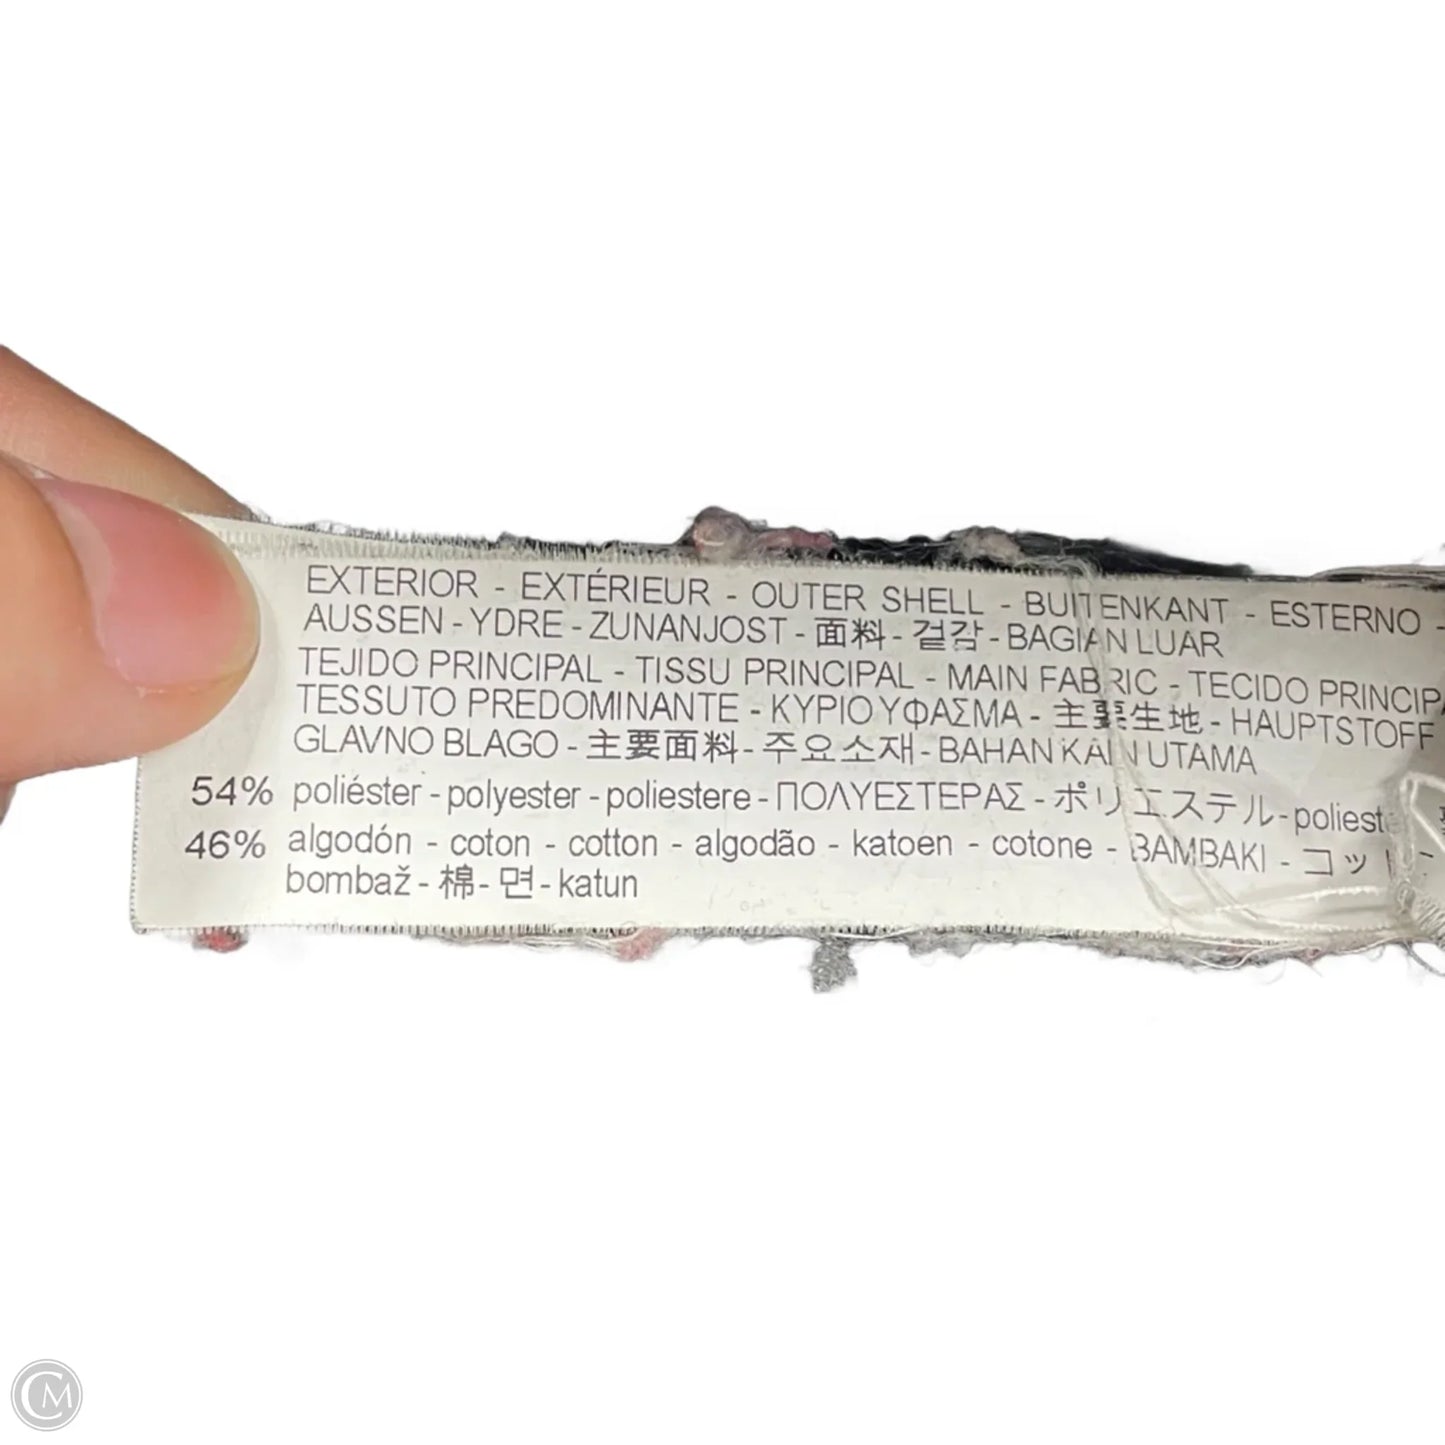 EXTERIOR - EXTÉRIEUR - OUTER SHELL - BUITENKANT - ESTERNO -
AUSSEN - YDRE - ZUNANJOST - 面料 - 겉감 - BAGIAN LUAR
TEJIDO PRINCIPAL - TISSU PRINCIPAL - MAIN FABRIC - TECIDO
TESSUTO PREDOMINANTE - ΚΥΡΙΟ ΥΦΑΣΜΑ - 主要生地 - HAUPTSTOFF
GLAVNO BLAGO - 主要面料 - 주요소재 - BAHAN KAIN UTAMA
54% poliéster - polyester - poliestere - ΠΟΛΥΕΣΤΕΡΑΣ - ポリエステル -
46% algodón - coton - cotton - algodão - katoen - cotone - BAMBAKI -
bombaž - 棉 - 면 - katun
CM